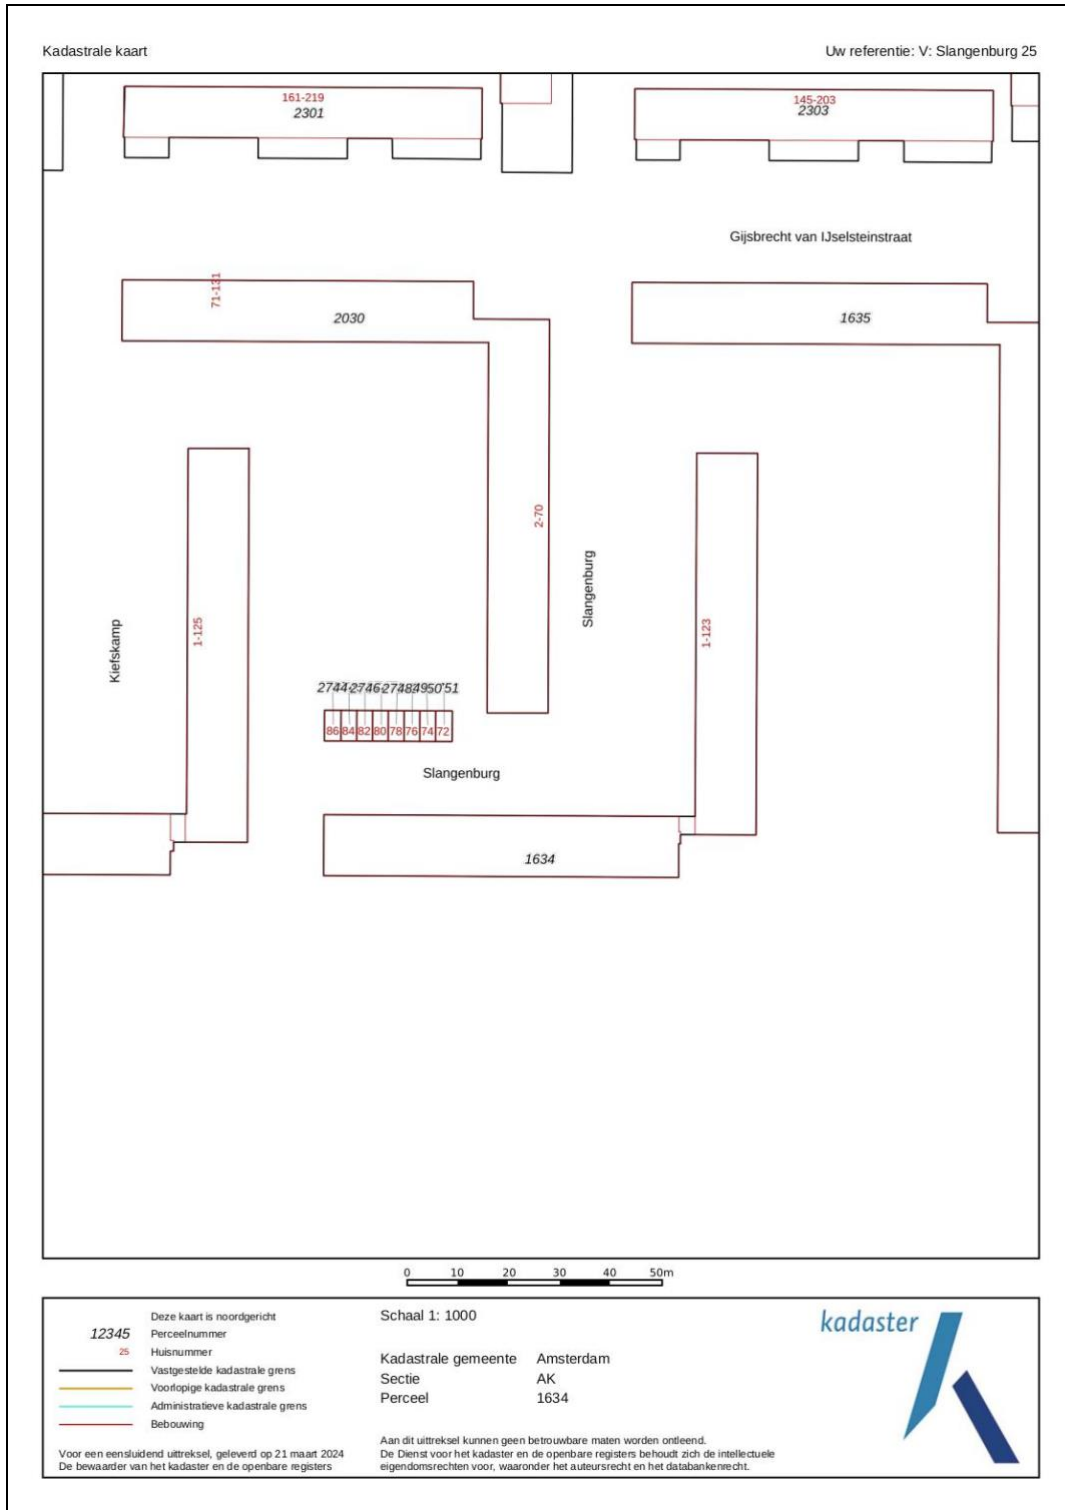 Kadastrale kaart
Uw referentie: V: Slangenburg 25
161-219
2301
145-203
2303
Gijsbrecht van IJselsteinstraat
71-131
2030
1635
2-70
Slangenburg
1-125
Kiefskamp
1-123
86 84 82 80 78 76 74 72
Slangenburg
1634
0 10 20 30 40 50m
Deze kaart is noordgericht
12345 Perceelnummer
25 Huisnummer
Vastgestelde kadastrale grens
Voorlopige kadastrale grens
Administratieve kadastrale grens
Bebouwing
Voor een eensluidend uittreksel, geleverd op 21 maart 2024
De bewaarder van het kadaster en de openbare registers
Schaal 1: 1000
Kadastrale gemeente Amsterdam
Sectie AK
Perceel 1634
Aan dit uittreksel kunnen geen betrouwbare maten worden ontleend.
De Dienst voor het kadaster en de openbare registers behoudt zich de intellectuele
eigendomsrechten voor, waaronder het auteursrecht en het databankenrecht.
kadaster